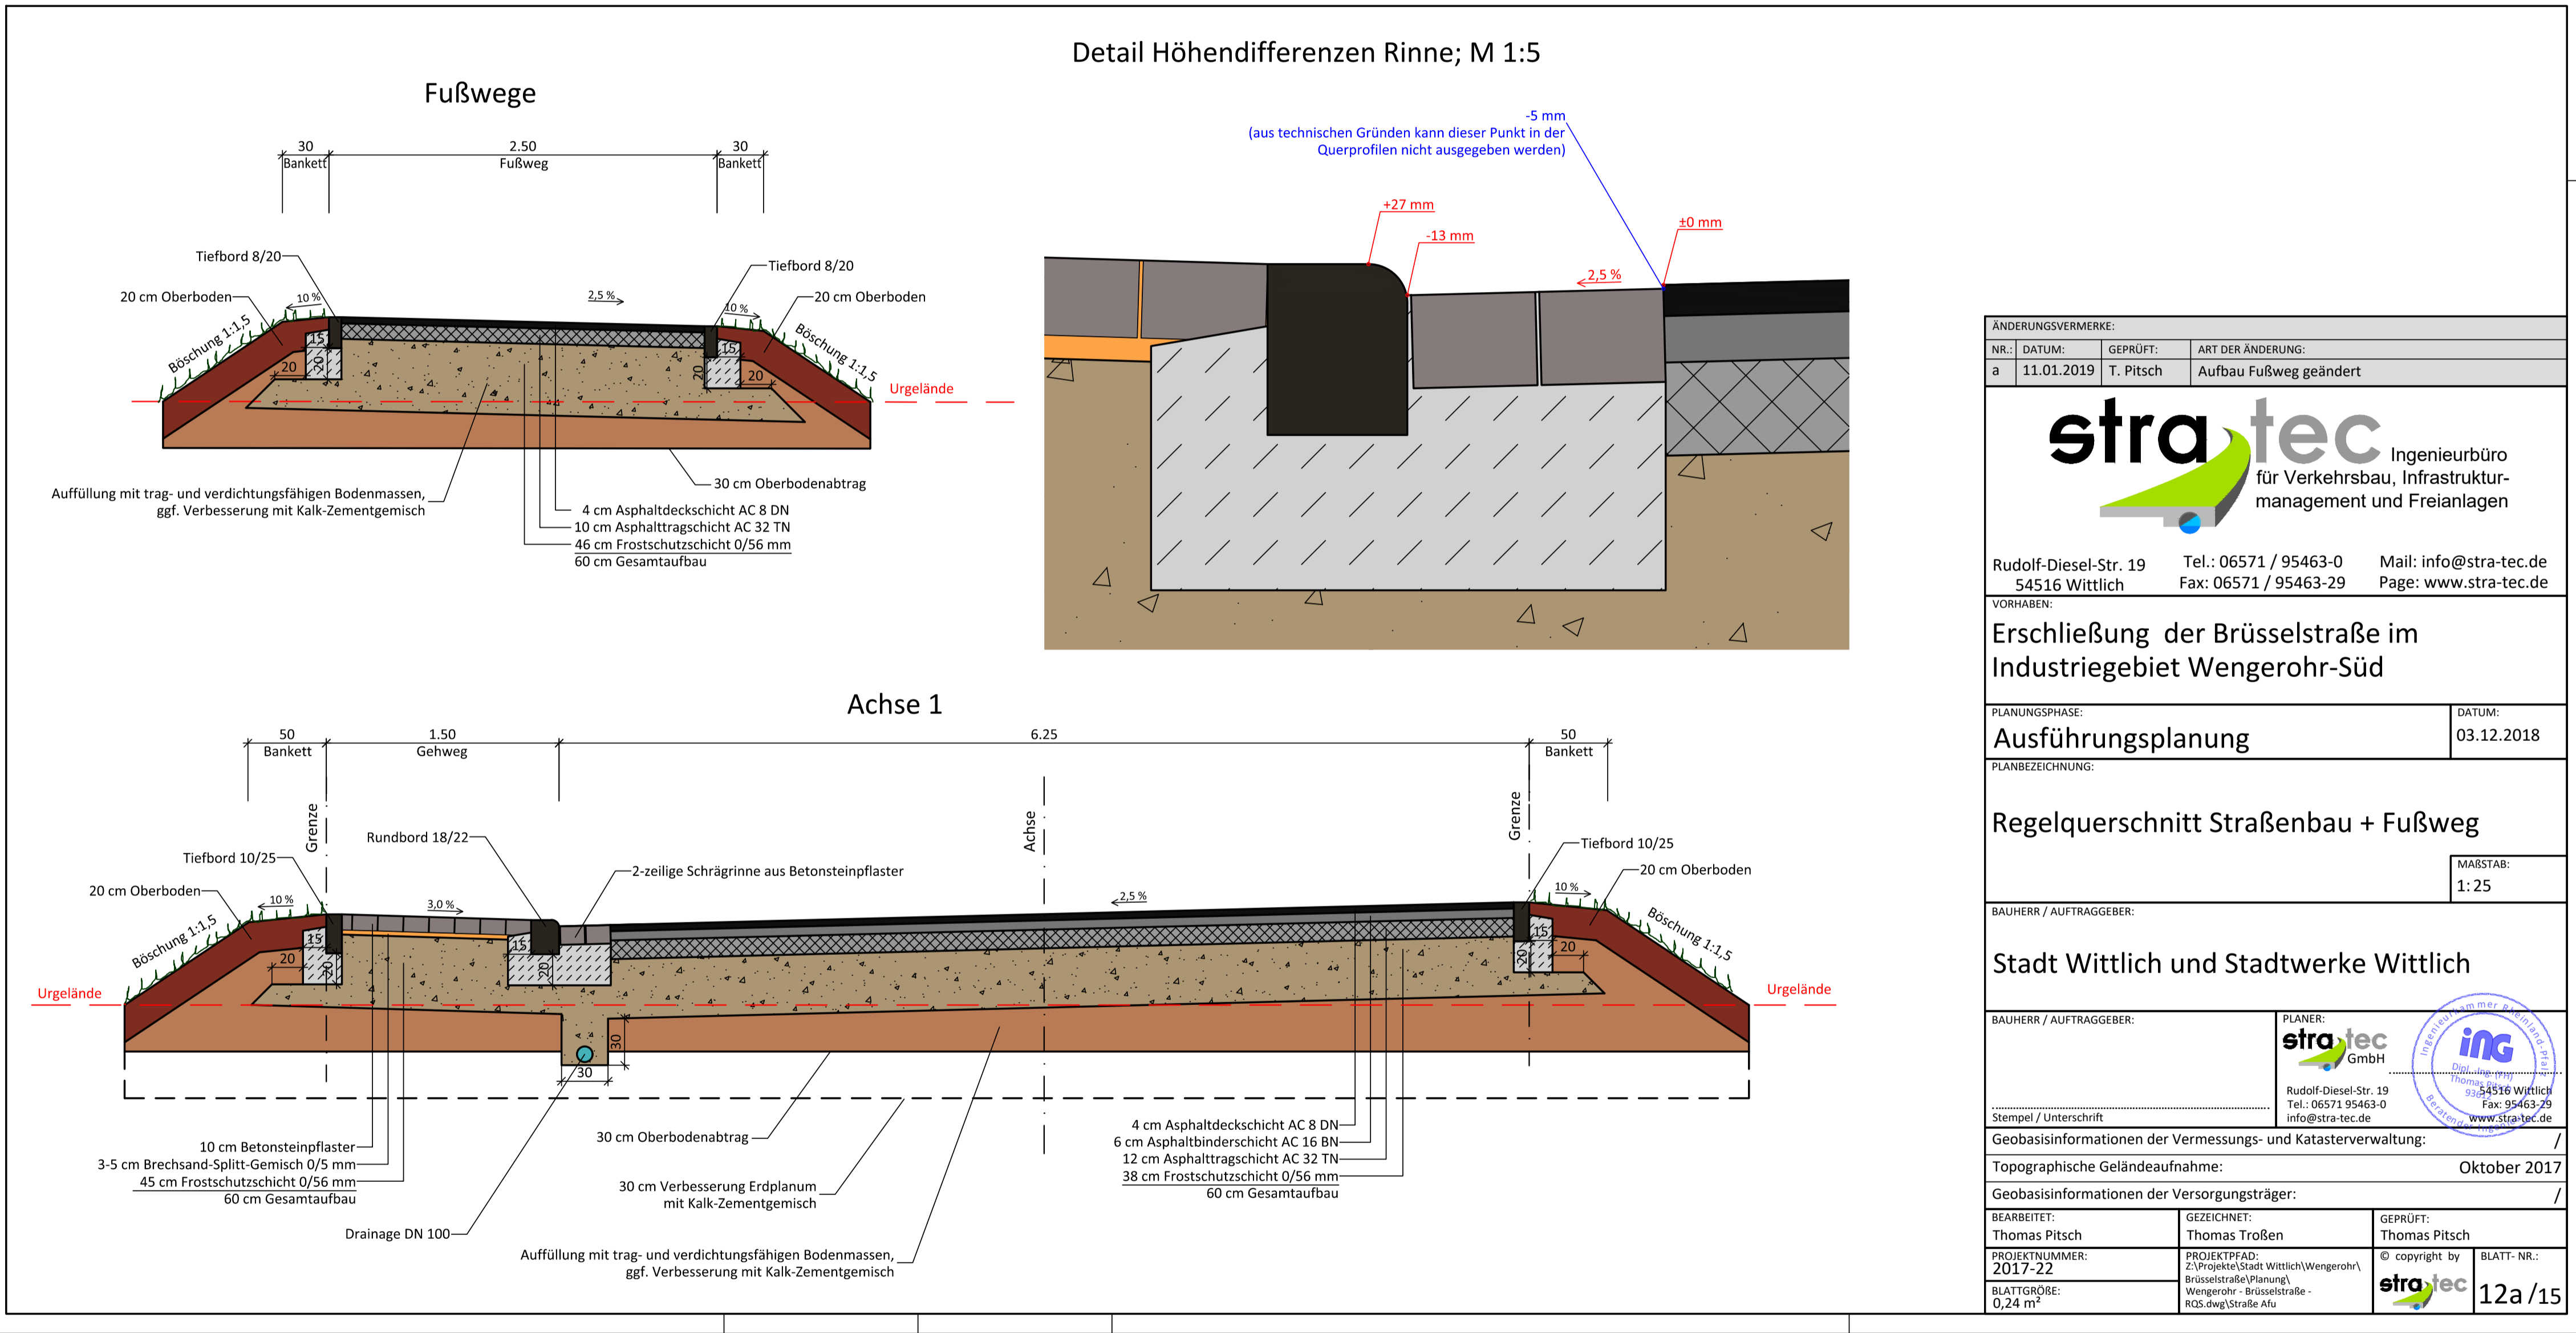 Detail Höhendifferenzen Rinne; M 1:5
Fußwege
30
2.50
30
Bankett
Fußweg
Bankett
Tiefbord 8/20
Tiefbord 8/20
20 cm Oberboden
20 cm Oberboden
10 %
2,5 %
10 %
Böschung 1:1,5
Böschung 1:1,5
15
20
20
15
20
20
Urgelände
30 cm Oberbodenabtrag
Auffüllung mit trag- und verdichtungsfähigen Bodenmassen,
ggf. Verbesserung mit Kalk-Zementgemisch
4 cm Asphaltdeckschicht AC 8 DN
10 cm Asphalttragschicht AC 32 TN
46 cm Frostschutzschicht 0/56 mm
60 cm Gesamtaufbau
-5 mm
(aus technischen Gründen kann dieser Punkt in der
Querprofilen nicht ausgegeben werden)
+27 mm
-13 mm
±0 mm
2,5 %
Achse 1
50
1.50
6.25
50
Bankett
Gehweg
Bankett
Grenze
Achse
Grenze
Rundbord 18/22
Tiefbord 10/25
Tiefbord 10/25
2-zeilige Schrägrinne aus Betonsteinpflaster
20 cm Oberboden
20 cm Oberboden
10 %
3,0 %
2,5 %
10 %
Böschung 1:1,5
Böschung 1:1,5
15
20
20
15
20
15
20
20
Urgelände
Urgelände
30
30
10 cm Betonsteinpflaster
3-5 cm Brechsand-Splitt-Gemisch 0/5 mm
45 cm Frostschutzschicht 0/56 mm
60 cm Gesamtaufbau
Drainage DN 100
30 cm Oberbodenabtrag
30 cm Verbesserung Erdplanum
mit Kalk-Zementgemisch
Auffüllung mit trag- und verdichtungsfähigen Bodenmassen,
ggf. Verbesserung mit Kalk-Zementgemisch
4 cm Asphaltdeckschicht AC 8 DN
6 cm Asphaltbinderschicht AC 16 BN
12 cm Asphalttragschicht AC 32 TN
38 cm Frostschutzschicht 0/56 mm
60 cm Gesamtaufbau
ÄNDERUNGSVERMERKE:
NR.: DATUM: GEPRÜFT: ART DER ÄNDERUNG:
a 11.01.2019 T. Pitsch Aufbau Fußweg geändert
stra tec
Ingenieurbüro
für Verkehrsbau, Infrastruktur-
management und Freianlagen
Rudolf-Diesel-Str. 19 Tel.: 06571 / 95463-0 Mail: info@stra-tec.de
54516 Wittlich Fax: 06571 / 95463-29 Page: www.stra-tec.de
VORHABEN:
Erschließung der Brüsselstraße im
Industriegebiet Wengerohr-Süd
PLANUNGSPHASE:
Ausführungsplanung
DATUM:
03.12.2018
PLANBEZEICHNUNG:
Regelquerschnitt Straßenbau + Fußweg
MAßSTAB:
1: 25
BAUHERR / AUFTRAGGEBER:
Stadt Wittlich und Stadtwerke Wittlich
BAUHERR / AUFTRAGGEBER:
Stempel / Unterschrift
PLANER:
stra tec
GmbH
Rudolf-Diesel-Str. 19 54516 Wittlich
Tel.: 06571 95463-0 Fax: 95463-29
info@stra-tec.de www.stra-tec.de
Ingenieurkammer Rheinland-Pfalz
ing
Dipl.-Ing. (FH)
Thomas Pitsch
Beratender Ingenieur
Geobasisinformationen der Vermessungs- und Katasterverwaltung: /
Topographische Geländeaufnahme: Oktober 2017
Geobasisinformationen der Versorgungsträger: /
BEARBEITET:
Thomas Pitsch
GEZEICHNET:
Thomas Troßen
GEPRÜFT:
Thomas Pitsch
PROJEKTNUMMER:
2017-22
BLATTGRÖßE:
0,24 m²
PROJEKTPFAD:
Z:\Projekte\Stadt Wittlich\Wengerohr\
Brüsselstraße\Planung\
Wengerohr - Brüsselstraße -
RQS.dwg\Straße Afu
© copyright by
stra tec
BLATT- NR.:
12a /15